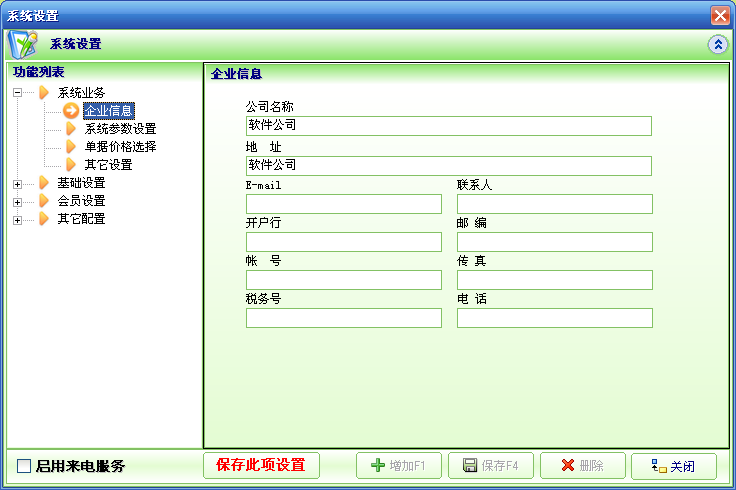 系统设置
系统设置
功能列表
系统业务
企业信息
系统参数设置
单据价格选择
其它设置
基础设置
会员设置
其它配置
企业信息
公司名称
软件公司
地 址
软件公司
E-mail 联系人
开户行 邮 编
帐 号 传 真
税务号 电 话
启用来电服务 保存此项设置 增加F1 保存F4 删除 关闭